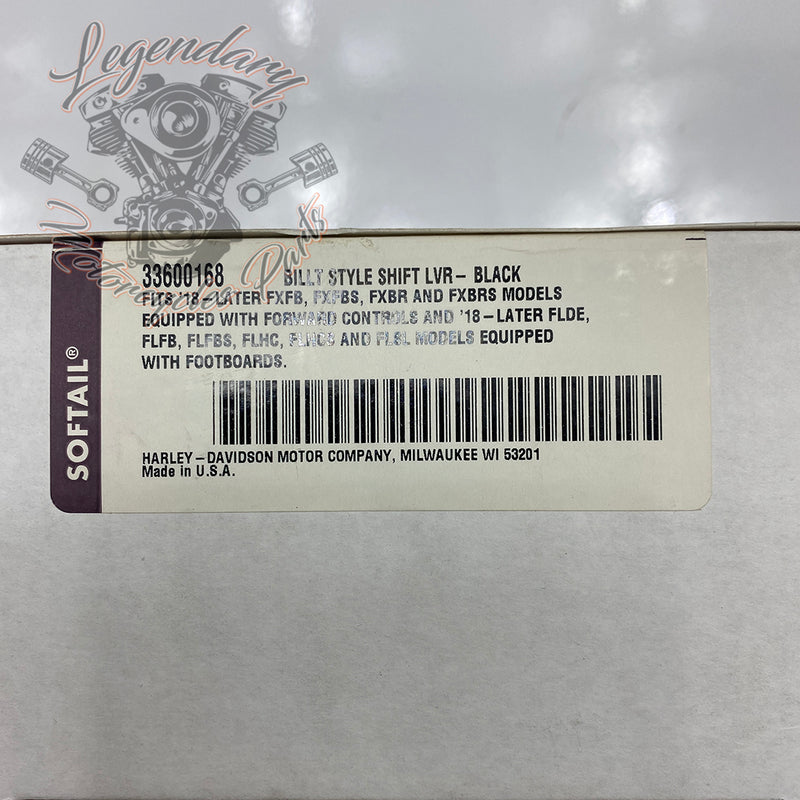 Legendary
Motorcycles Parts
33600168 BILLT STYLE SHIFT LVR– BLACK
FITS '18–LATER FXFB, FXFBS, FXBR AND FXBRS MODELS
EQUIPPED WITH FORWARD CONTROLS AND '18–LATER FLDE,
FLFB, FLFBS, FLHC, FLHCS AND FLSL MODELS EQUIPPED
WITH FOOTBOARDS.
SOFTAIL®
HARLEY–DAVIDSON MOTOR COMPANY, MILWAUKEE WI 53201
Made in U.S.A.